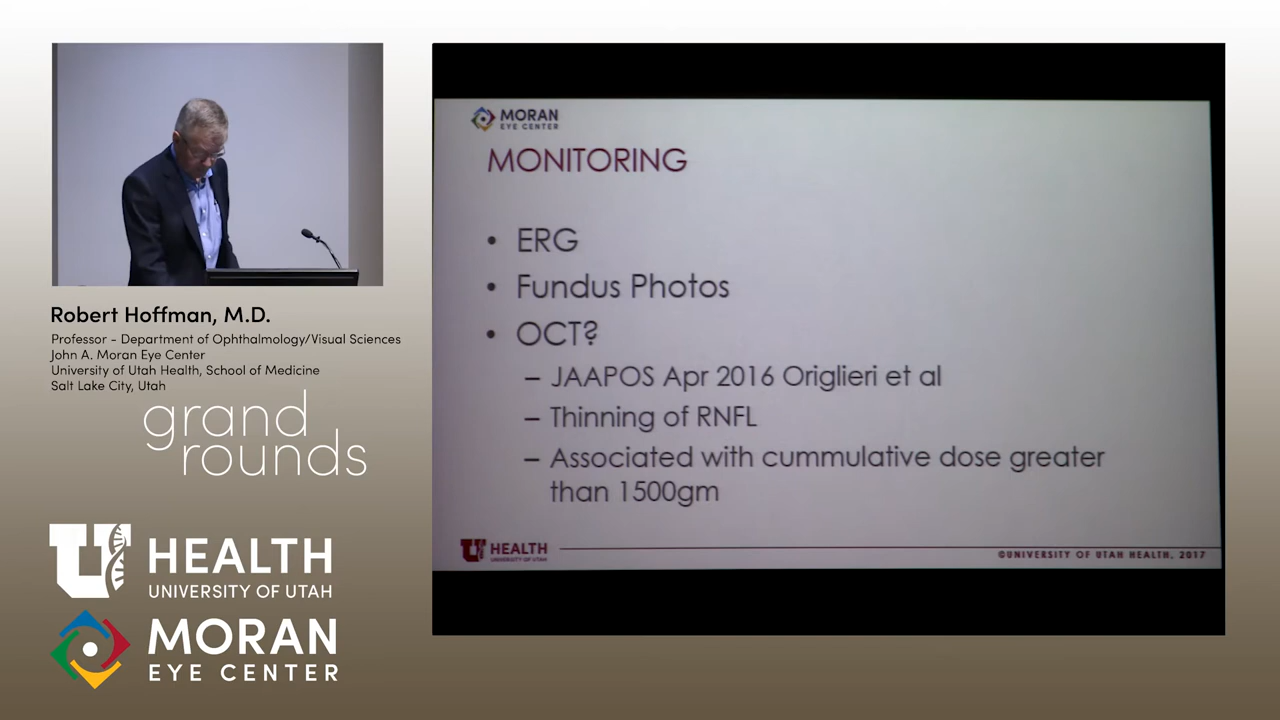 Robert Hoffman, M.D.
Professor - Department of Ophthalmology/Visual Sciences
John A. Moran Eye Center
University of Utah Health, School of Medicine
Salt Lake City, Utah
grand
rounds
U HEALTH
UNIVERSITY OF UTAH
MORAN
EYE CENTER
MORAN
EYE CENTER
MONITORING
• ERG
• Fundus Photos
• OCT?
– JAAPOS Apr 2016 Origlieri et al
– Thinning of RNFL
– Associated with cummulative dose greater
than 1500gm
U HEALTH
UNIVERSITY OF UTAH
©UNIVERSITY OF UTAH HEALTH, 2017